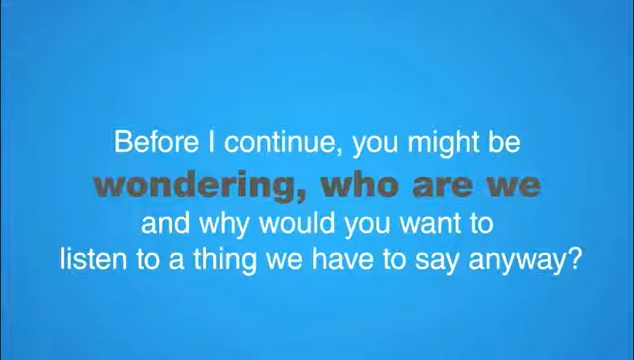 Before I continue, you might be
wondering, who are we
and why would you want to
listen to a thing we have to say anyway?